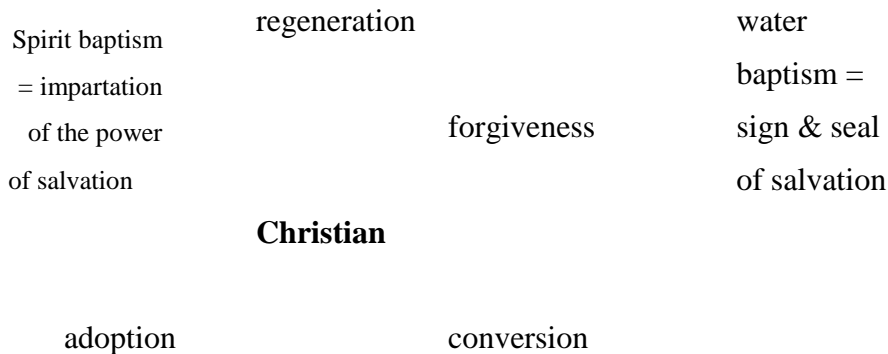 Spirit baptism
= impartation
of the power
of salvation
regeneration
forgiveness
water
baptism =
sign & seal
of salvation
Christian
adoption
conversion